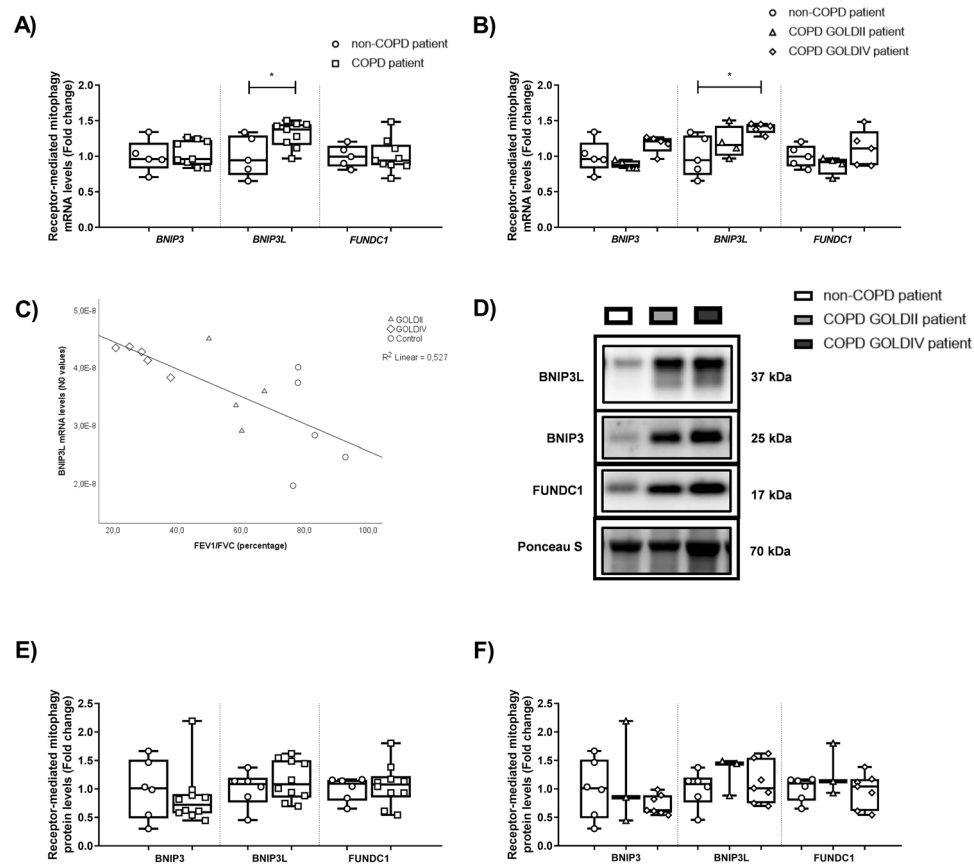 A)
non-COPD patient
COPD patient
Receptor-mediated mitophagy
mRNA levels (Fold change)
2.0
1.5
1.0
0.5
0.0
*
BNIP3
BNIP3L
FUNDC1
B)
non-COPD patient
COPD GOLDII patient
COPD GOLDIV patient
Receptor-mediated mitophagy
mRNA levels (Fold change)
2.0
1.5
1.0
0.5
0.0
*
BNIP3
BNIP3L
FUNDC1
C)
BNIP3L mRNA levels (N0 values)
5,0E-8
4,0E-8
3,0E-8
2,0E-8
GOLDII
GOLDIV
Control
R2 Linear = 0,527
20,0
40,0
60,0
80,0
100,0
FEV1/FVC (percentage)
D)
non-COPD patient
COPD GOLDII patient
COPD GOLDIV patient
BNIP3L
37 kDa
BNIP3
25 kDa
FUNDC1
17 kDa
Ponceau S
70 kDa
E)
Receptor-mediated mitophagy
protein levels (Fold change)
2.5
2.0
1.5
1.0
0.5
0.0
BNIP3
BNIP3L
FUNDC1
F)
Receptor-mediated mitophagy
protein levels (Fold change)
2.5
2.0
1.5
1.0
0.5
0.0
BNIP3
BNIP3L
FUNDC1